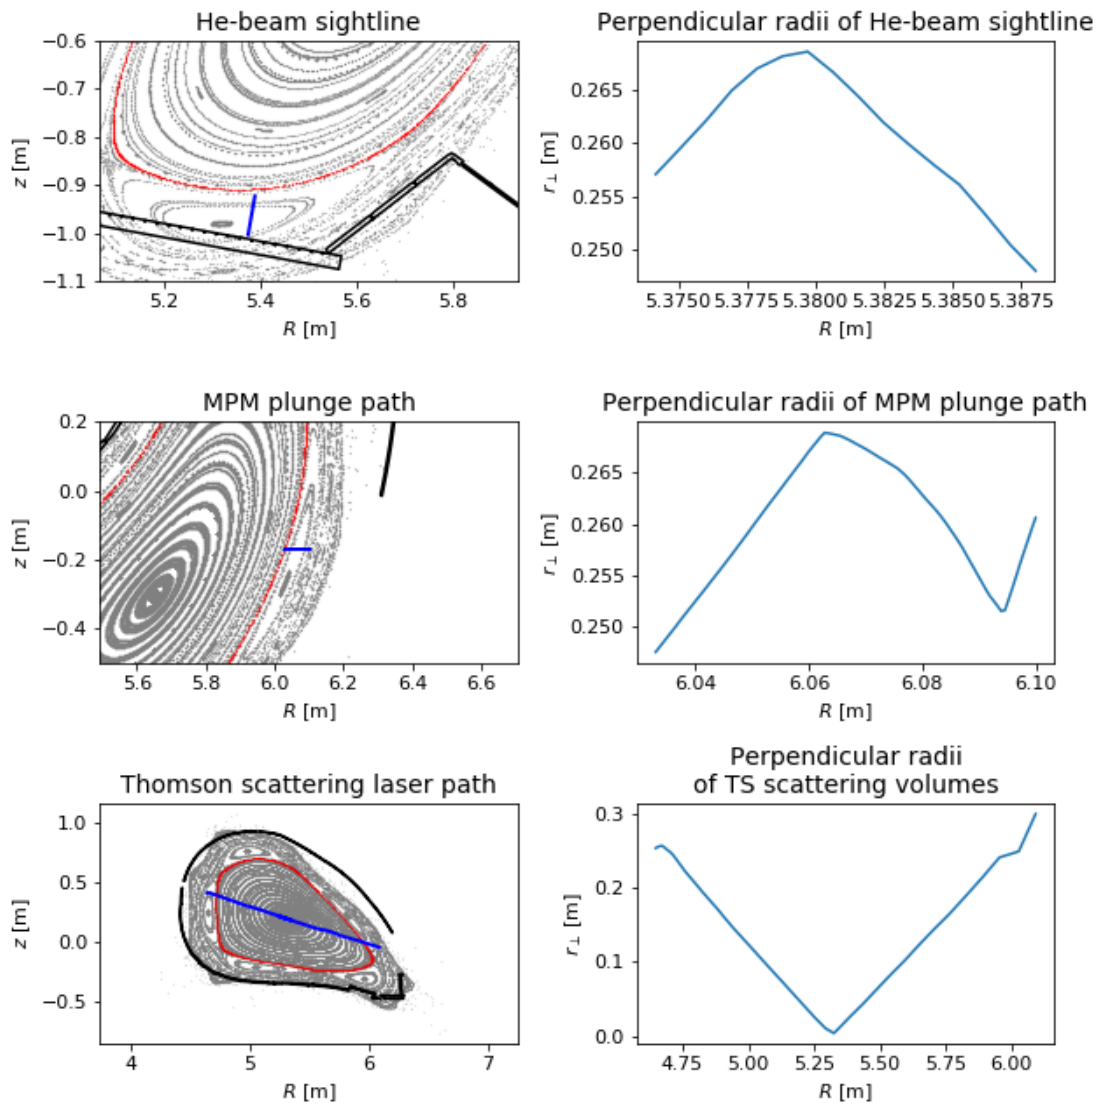 He-beam sightline
−0.6
−0.7
−0.8
−0.9
−1.0
−1.1
z [m]
5.2 5.4 5.6 5.8
R [m]
Perpendicular radii of He-beam sightline
0.265
0.260
0.255
0.250
r⊥ [m]
5.3750 5.3775 5.3800 5.3825 5.3850 5.3875
R [m]
MPM plunge path
0.2
0.0
−0.2
−0.4
z [m]
5.6 5.8 6.0 6.2 6.4 6.6
R [m]
Perpendicular radii of MPM plunge path
0.265
0.260
0.255
0.250
r⊥ [m]
6.04 6.06 6.08 6.10
R [m]
Thomson scattering laser path
1.0
0.5
0.0
−0.5
z [m]
4 5 6 7
R [m]
Perpendicular radii
of TS scattering volumes
0.3
0.2
0.1
0.0
r⊥ [m]
4.75 5.00 5.25 5.50 5.75 6.00
R [m]